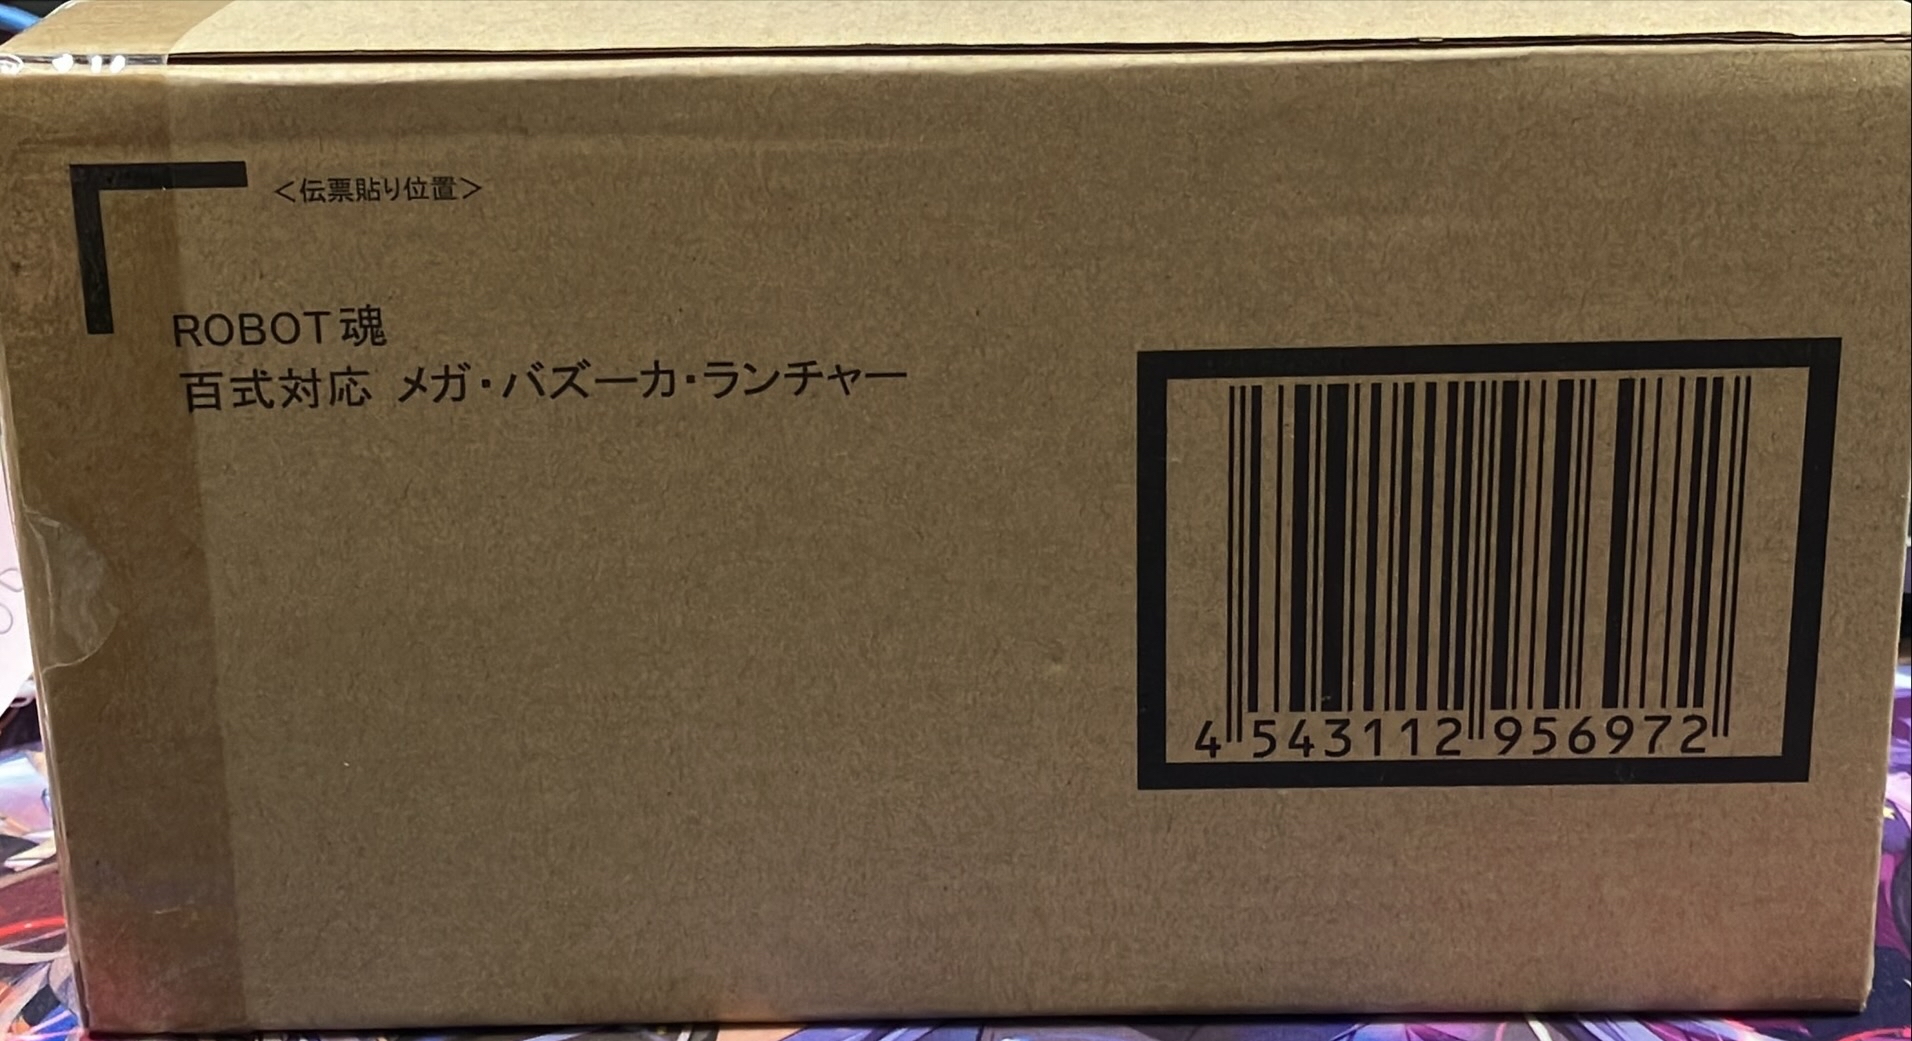 ＜伝票貼り位置＞
ROBOT魂
百式対応 メガ・バズーカ・ランチャー
4 543112 956972